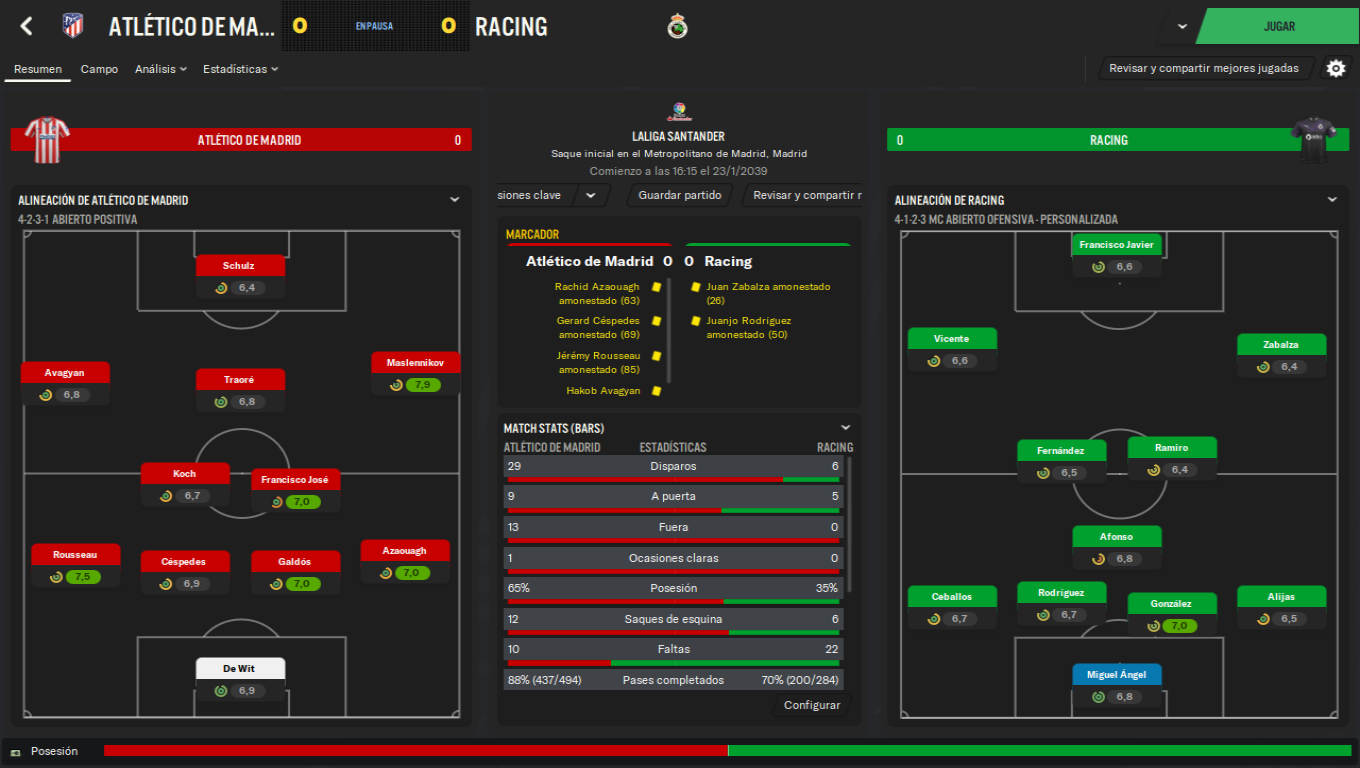 ATLÉTICO DE MA...
0
EN PAUSA
0
RACING
JUGAR
Resumen
Campo
Análisis
Estadísticas
Revisar y compartir mejores jugadas
ATLÉTICO DE MADRID
0
ALINEACIÓN DE ATLÉTICO DE MADRID
4-2-3-1 ABIERTO POSITIVA
Schulz
6,4
Avagyan
6,8
Traoré
6,8
Maslennikov
7,9
Koch
6,7
Francisco José
7,0
Rousseau
7,5
Céspedes
6,9
Galdós
7,0
Azaouagh
7,0
De Wit
6,9
LALIGA SANTANDER
Saque inicial en el Metropolitano de Madrid, Madrid
Comienzo a las 16:15 el 23/1/2039
siones clave
Guardar partido
Revisar y compartir r
MARCADOR
Atlético de Madrid 0 0 Racing
Rachid Azaouagh
amonestado (63)
Gerard Céspedes
amonestado (69)
Jérémy Rousseau
amonestado (85)
Hakob Avagyan
Juan Zabalza amonestado
(26)
Juanjo Rodríguez
amonestado (50)
MATCH STATS (BARS)
ATLÉTICO DE MADRID ESTADÍSTICAS RACING
29 Disparos 6
9 A puerta 5
13 Fuera 0
1 Ocasiones claras 0
65% Posesión 35%
12 Saques de esquina 6
10 Faltas 22
88% (437/494) Pases completados 70% (200/284)
Configurar
0
RACING
ALINEACIÓN DE RACING
4-1-2-3 MC ABIERTO OFENSIVA - PERSONALIZADA
Francisco Javier
6,6
Vicente
6,6
Zabalza
6,4
Fernández
6,5
Ramiro
6,4
Afonso
6,8
Ceballos
6,7
Rodríguez
6,7
González
7,0
Alijas
6,5
Miguel Ángel
6,8
Posesión